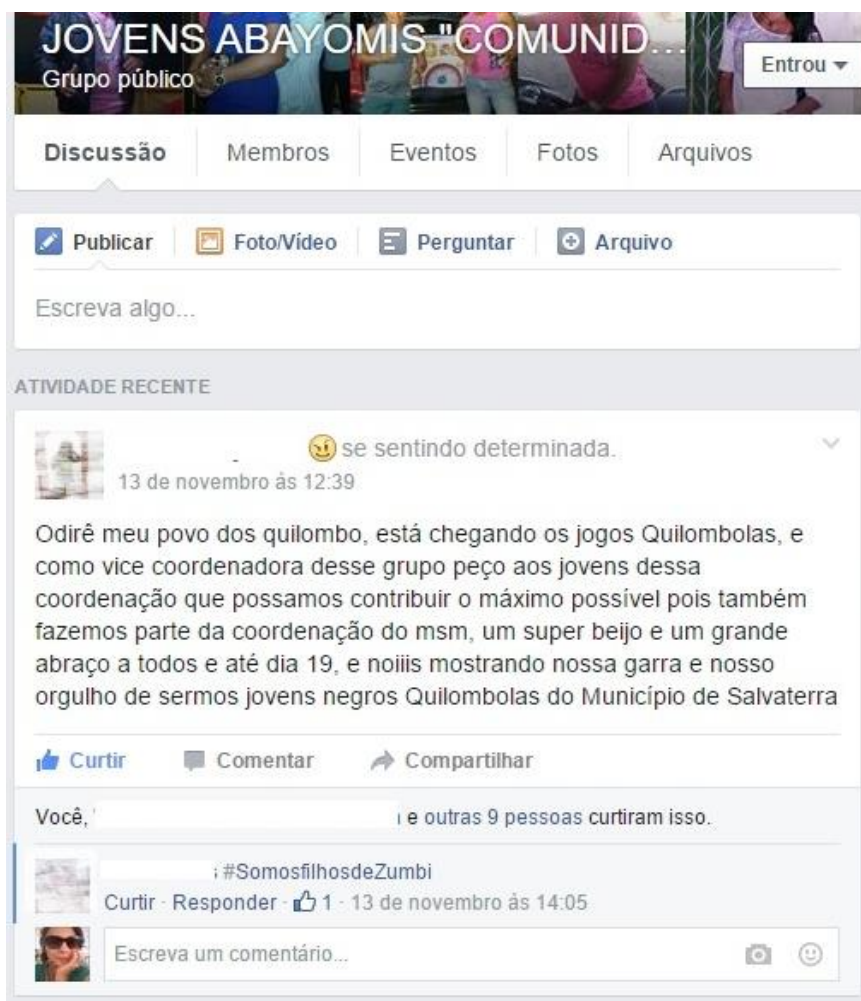 JOVENS ABAYOMIS "COMUNID...
Grupo público
Entrou
Discussão Membros Eventos Fotos Arquivos
Publicar Foto/Vídeo Perguntar Arquivo
Escreva algo...
ATIVIDADE RECENTE
se sentindo determinada.
13 de novembro às 12:39
Odirê meu povo dos quilombo, está chegando os jogos Quilombolas, e
como vice coordenadora desse grupo peço aos jovens dessa
coordenação que possamos contribuir o máximo possível pois também
fazemos parte da coordenação do msm, um super beijo e um grande
abraço a todos e até dia 19, e noiiis mostrando nossa garra e nosso
orgulho de sermos jovens negros Quilombolas do Município de Salvaterra
Curtir Comentar Compartilhar
Você, e outras 9 pessoas curtiram isso.
#SomosfilhosdeZumbi
Curtir · Responder · 1 · 13 de novembro às 14:05
Escreva um comentário...